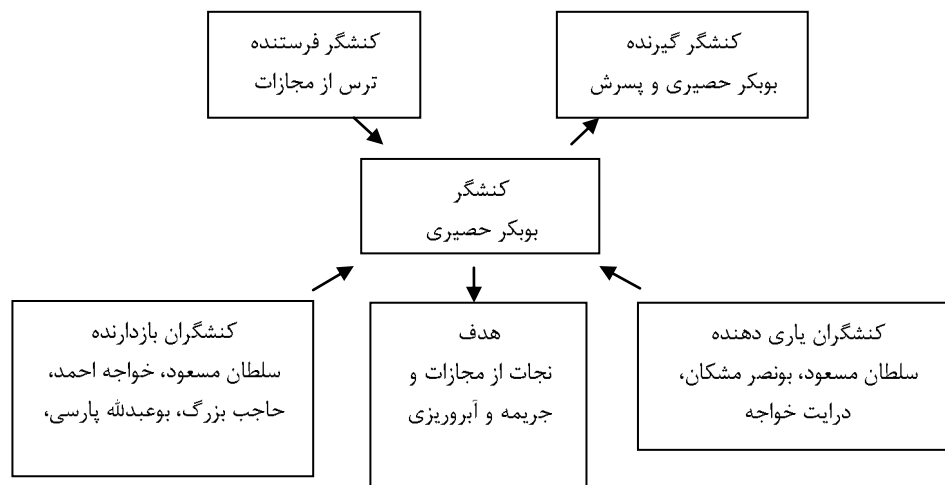 کنشگر گیرنده
بوبکر حصیری و پسرش
کنشگر فرستنده
ترس از مجازات
کنشگر
بوبکر حصیری
کنشگران یاری دهنده
سلطان مسعود، بونصر مشکان،
درایت خواجه
هدف
نجات از مجازات و
جریمه و آبروریزی
کنشگران بازدارنده
سلطان مسعود، خواجه احمد،
حاجب بزرگ، بوعبدلله پارسی،